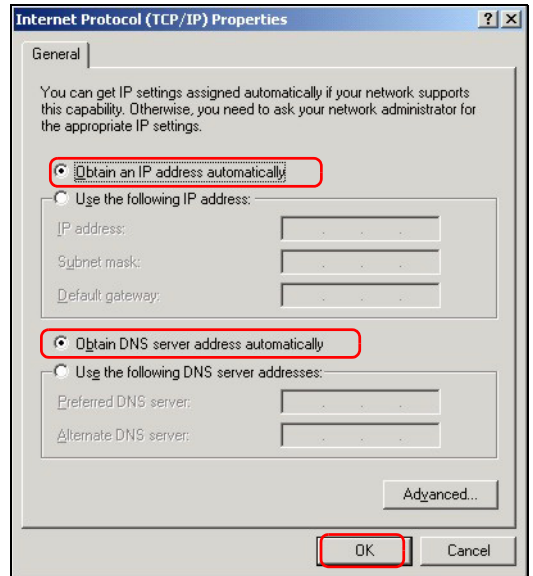 Internet Protocol (TCP/IP) Properties
General
You can get IP settings assigned automatically if your network supports
this capability. Otherwise, you need to ask your network administrator for
the appropriate IP settings.
Obtain an IP address automatically
Use the following IP address:
IP address:
Subnet mask:
Default gateway:
Obtain DNS server address automatically
Use the following DNS server addresses:
Preferred DNS server:
Alternate DNS server:
Advanced...
OK Cancel